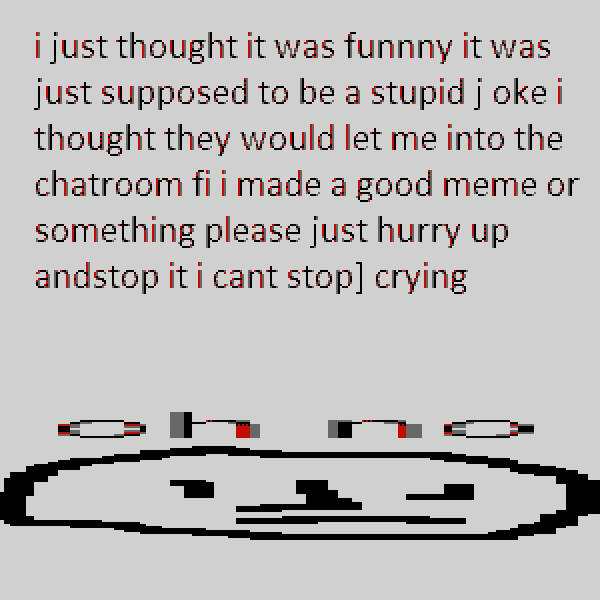 i just thought it was funnny it was
just supposed to be a stupid j oke i
thought they would let me into the
chatroom fi i made a good meme or
something please just hurry up
andstop it i cant stop] crying